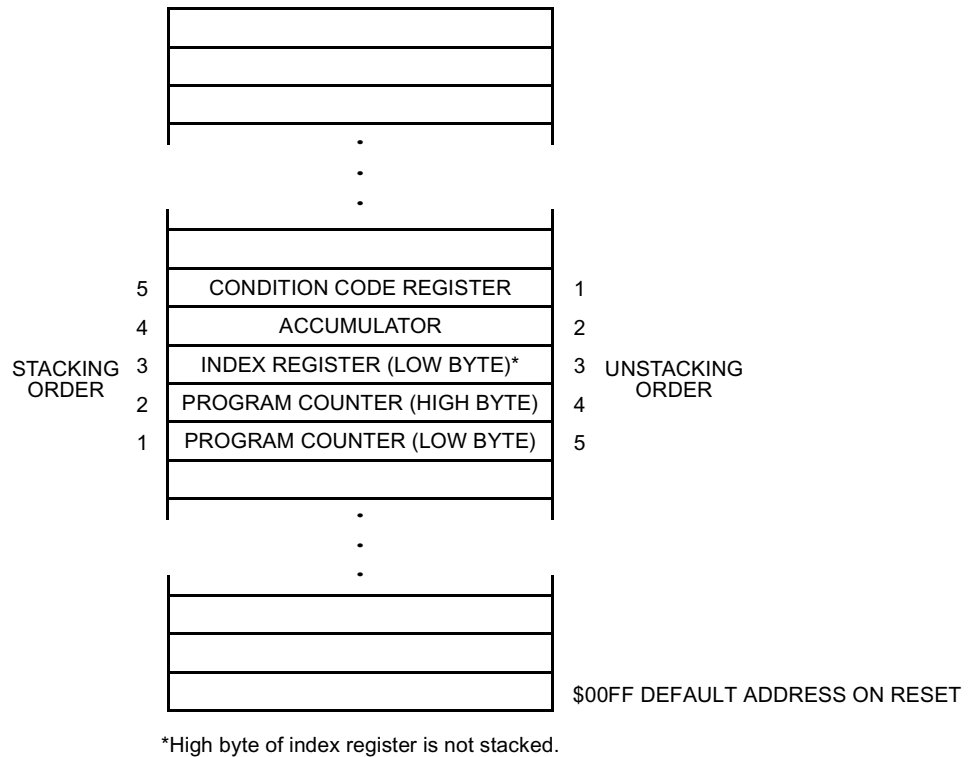 5 CONDITION CODE REGISTER 1
4 ACCUMULATOR 2
STACKING ORDER 3 INDEX REGISTER (LOW BYTE)* 3 UNSTACKING ORDER
2 PROGRAM COUNTER (HIGH BYTE) 4
1 PROGRAM COUNTER (LOW BYTE) 5
$00FF DEFAULT ADDRESS ON RESET
*High byte of index register is not stacked.